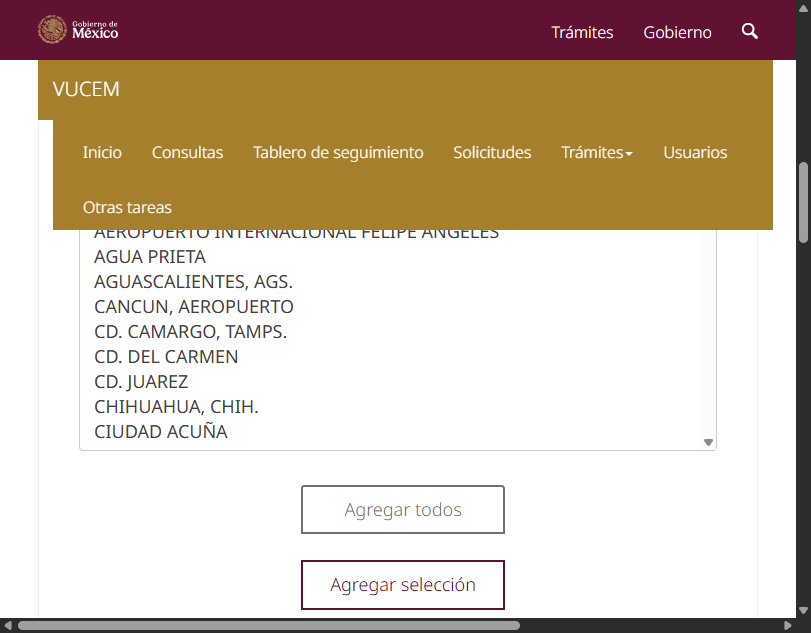 Gobierno de
México
Trámites
Gobierno
VUCEM
Inicio
Consultas
Tablero de seguimiento
Solicitudes
Trámites
Usuarios
Otras tareas
AEROPUERTO INTERNACIONAL FELIPE ANGELES
AGUA PRIETA
AGUASCALIENTES, AGS.
CANCUN, AEROPUERTO
CD. CAMARGO, TAMPS.
CD. DEL CARMEN
CD. JUAREZ
CHIHUAHUA, CHIH.
CIUDAD ACUÑA
Agregar todos
Agregar selección